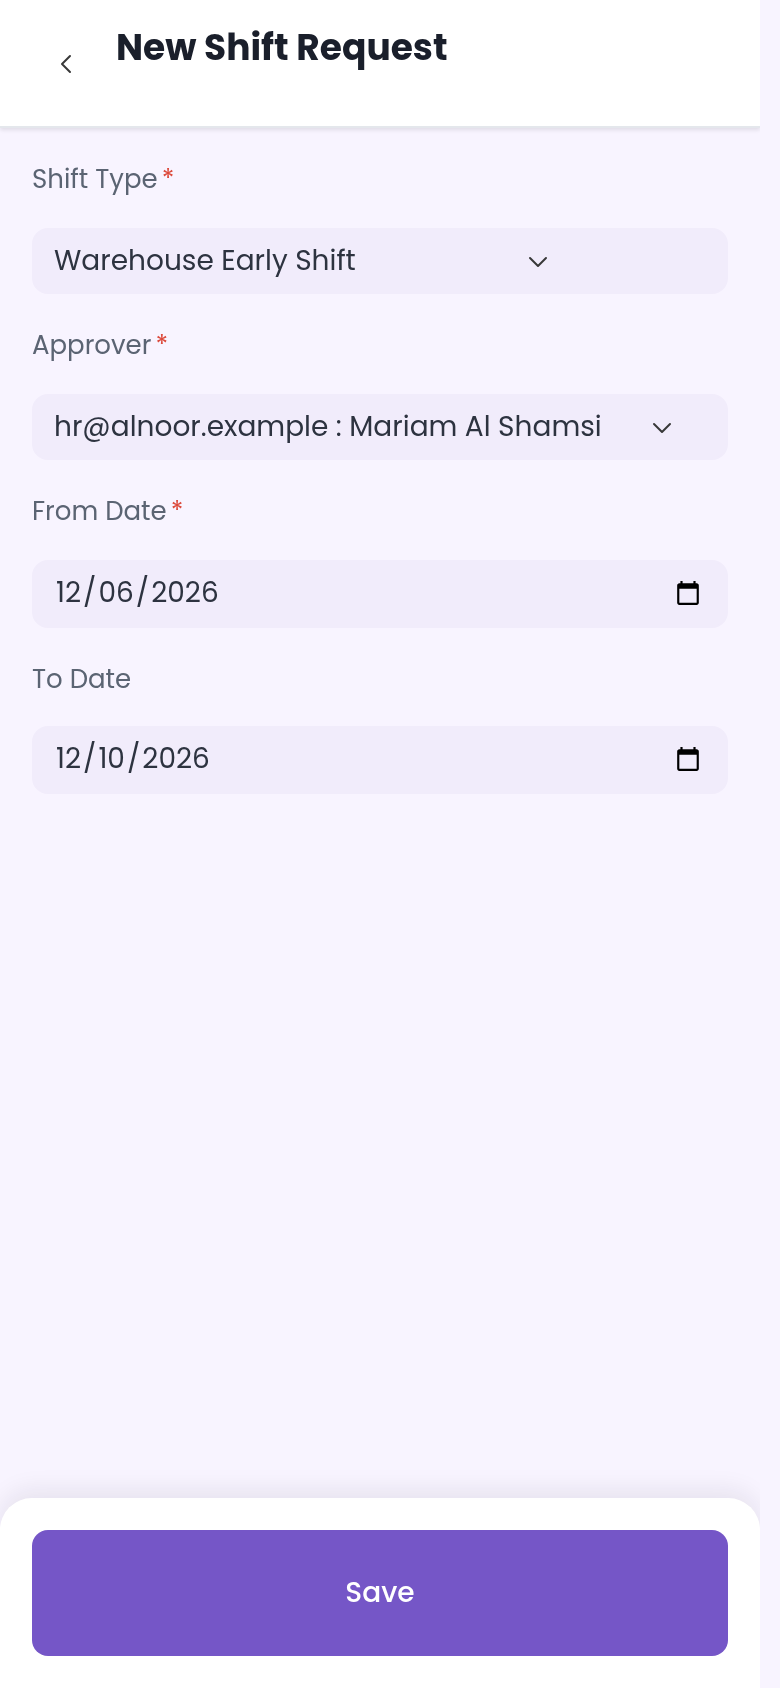 New Shift Request
Shift Type *
Warehouse Early Shift
Approver *
hr@alnoor.example : Mariam Al Shamsi
From Date *
12/06/2026
To Date
12/10/2026
Save